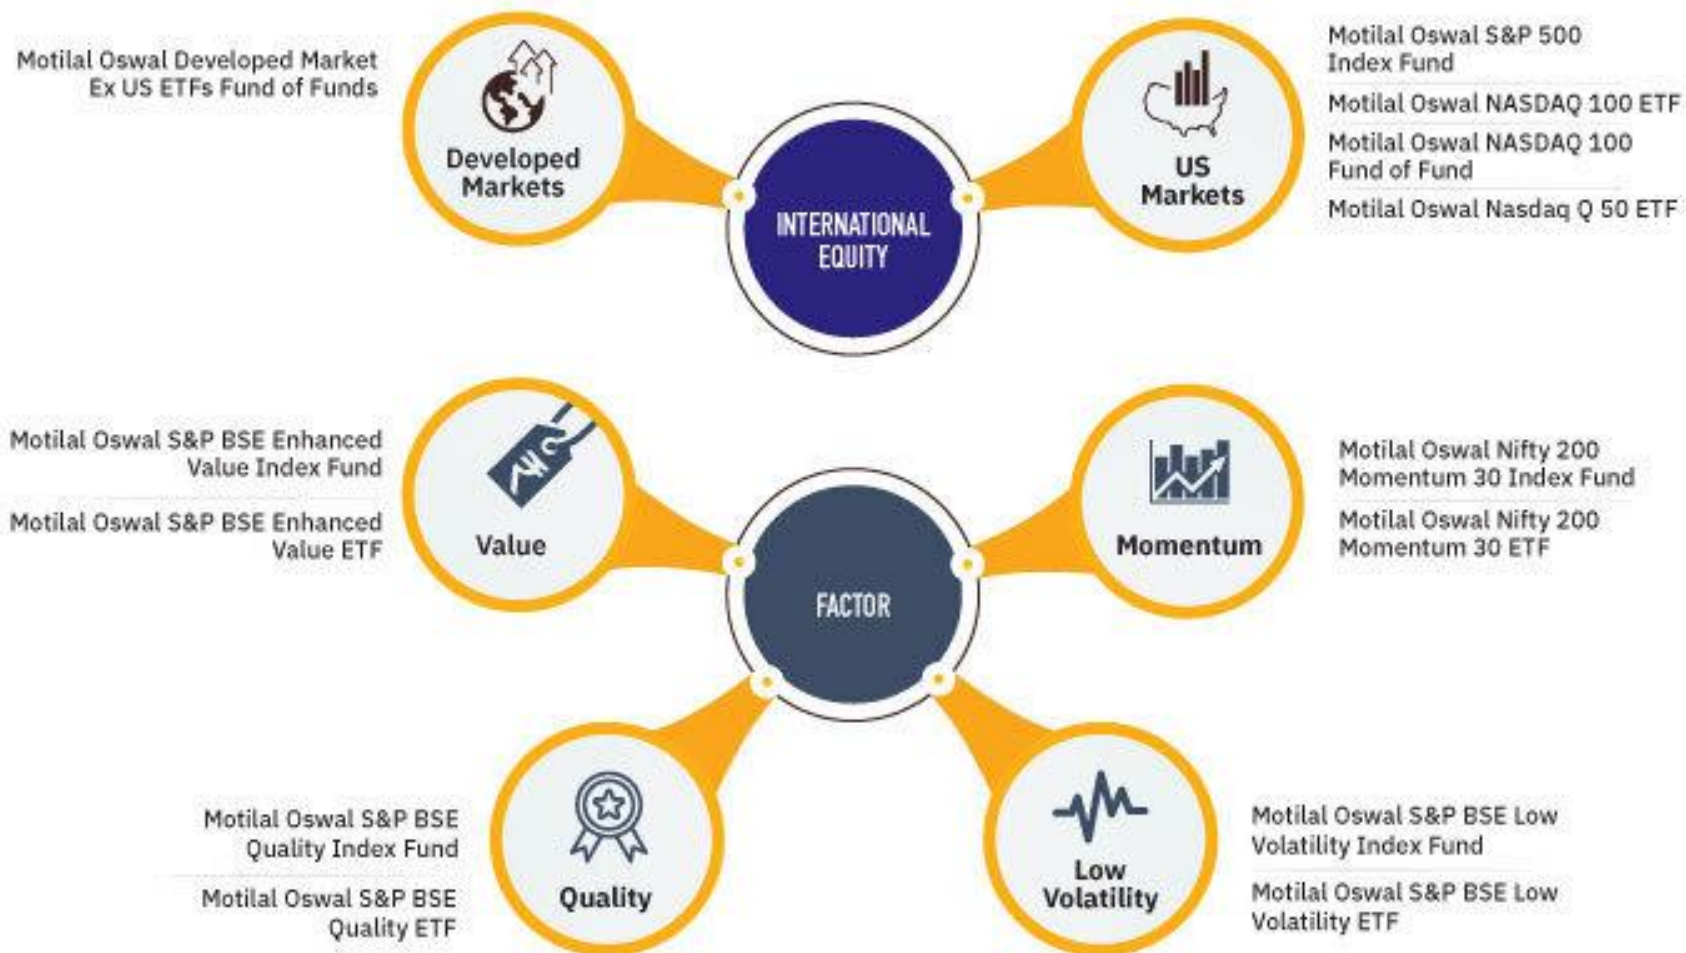 Motilal Oswal Developed Market
Ex US ETFs Fund of Funds
Developed
Markets
INTERNATIONAL
EQUITY
US
Markets
Motilal Oswal S&P 500
Index Fund
Motilal Oswal NASDAQ 100 ETF
Motilal Oswal NASDAQ 100
Fund of Fund
Motilal Oswal Nasdaq Q 50 ETF
Motilal Oswal S&P BSE Enhanced
Value Index Fund
Motilal Oswal S&P BSE Enhanced
Value ETF
Value
FACTOR
Momentum
Motilal Oswal Nifty 200
Momentum 30 Index Fund
Motilal Oswal Nifty 200
Momentum 30 ETF
Motilal Oswal S&P BSE
Quality Index Fund
Motilal Oswal S&P BSE
Quality ETF
Quality
Low
Volatility
Motilal Oswal S&P BSE Low
Volatility Index Fund
Motilal Oswal S&P BSE Low
Volatility ETF